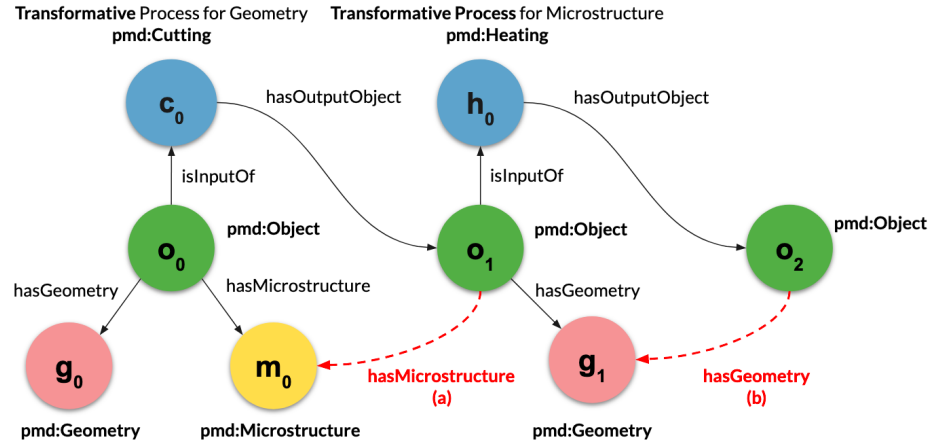 Transformative Process for Geometry
pmd:Cutting
Transformative Process for Microstructure
pmd:Heating
c0
hasOutputObject
h0
hasOutputObject
isInputOf
isInputOf
o0
pmd:Object
o1
pmd:Object
o2
pmd:Object
hasGeometry
hasMicrostructure
hasGeometry
g0
m0
g1
hasMicrostructure
(a)
hasGeometry
(b)
pmd:Geometry
pmd:Microstructure
pmd:Geometry